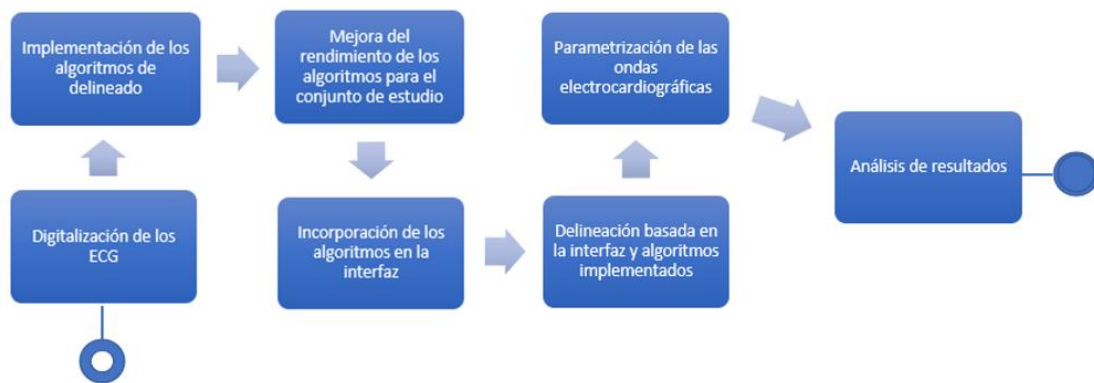 Digitalización de los
ECG
Implementación de los
algoritmos de
delineado
Mejora del
rendimiento de los
algoritmos para el
conjunto de estudio
Incorporación de los
algoritmos en la
interfaz
Delineación basada en
la interfaz y algoritmos
implementados
Parametrización de las
ondas
electrocardiográficas
Análisis de resultados